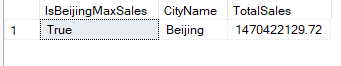 IsBeijingMaxSales CityName TotalSales
1 True Beijing 1470422129.72